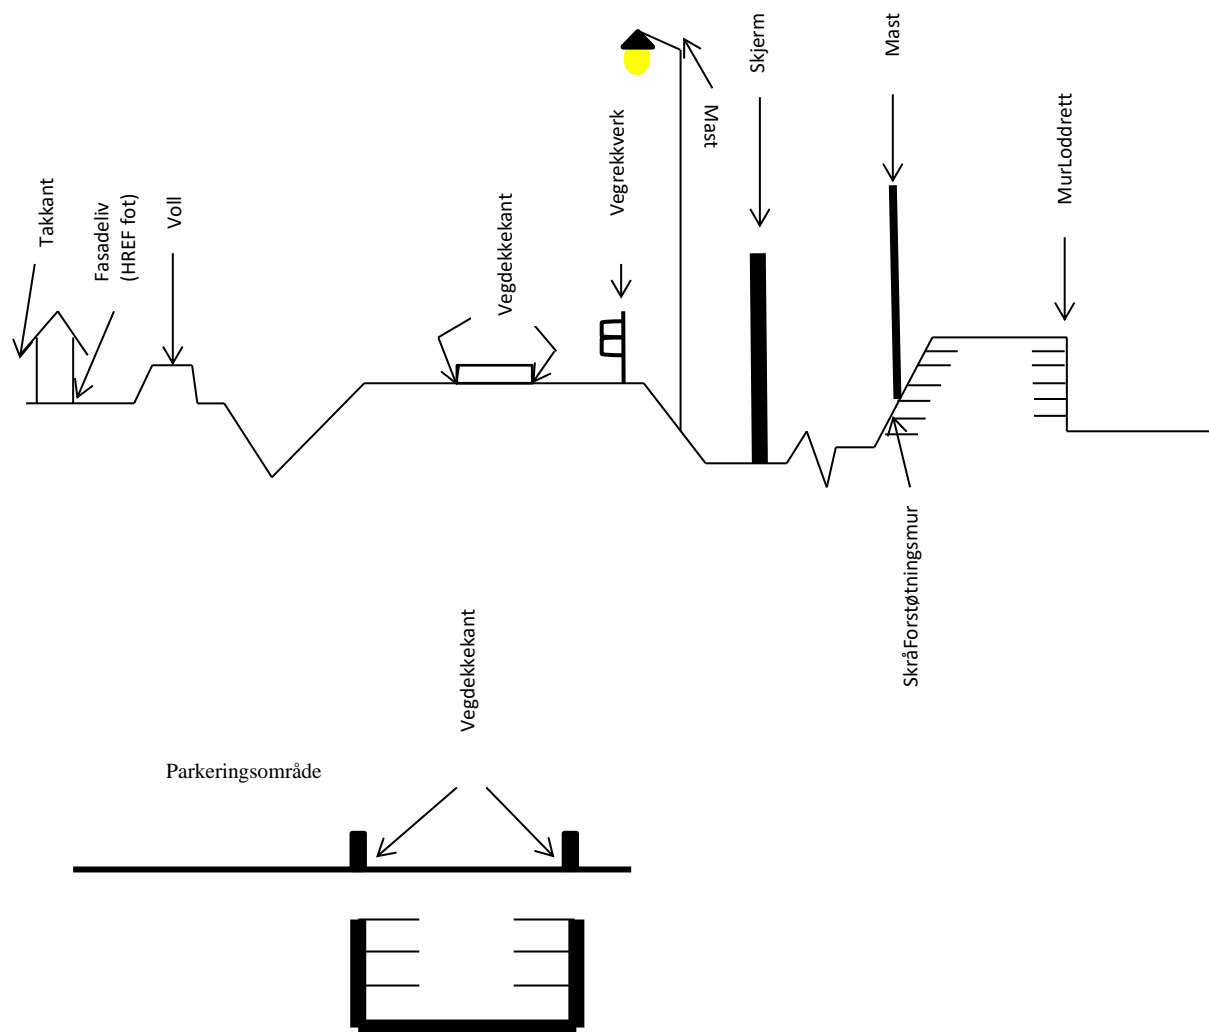 Takkant
Fasadeliv
(HREF fot)
Voll
Vegdekkekant
Vegrekkverk
Mast
Skjerm
Mast
MurLoddrett
SkråForstøtningsmur
Vegdekkekant
Parkeringsområde